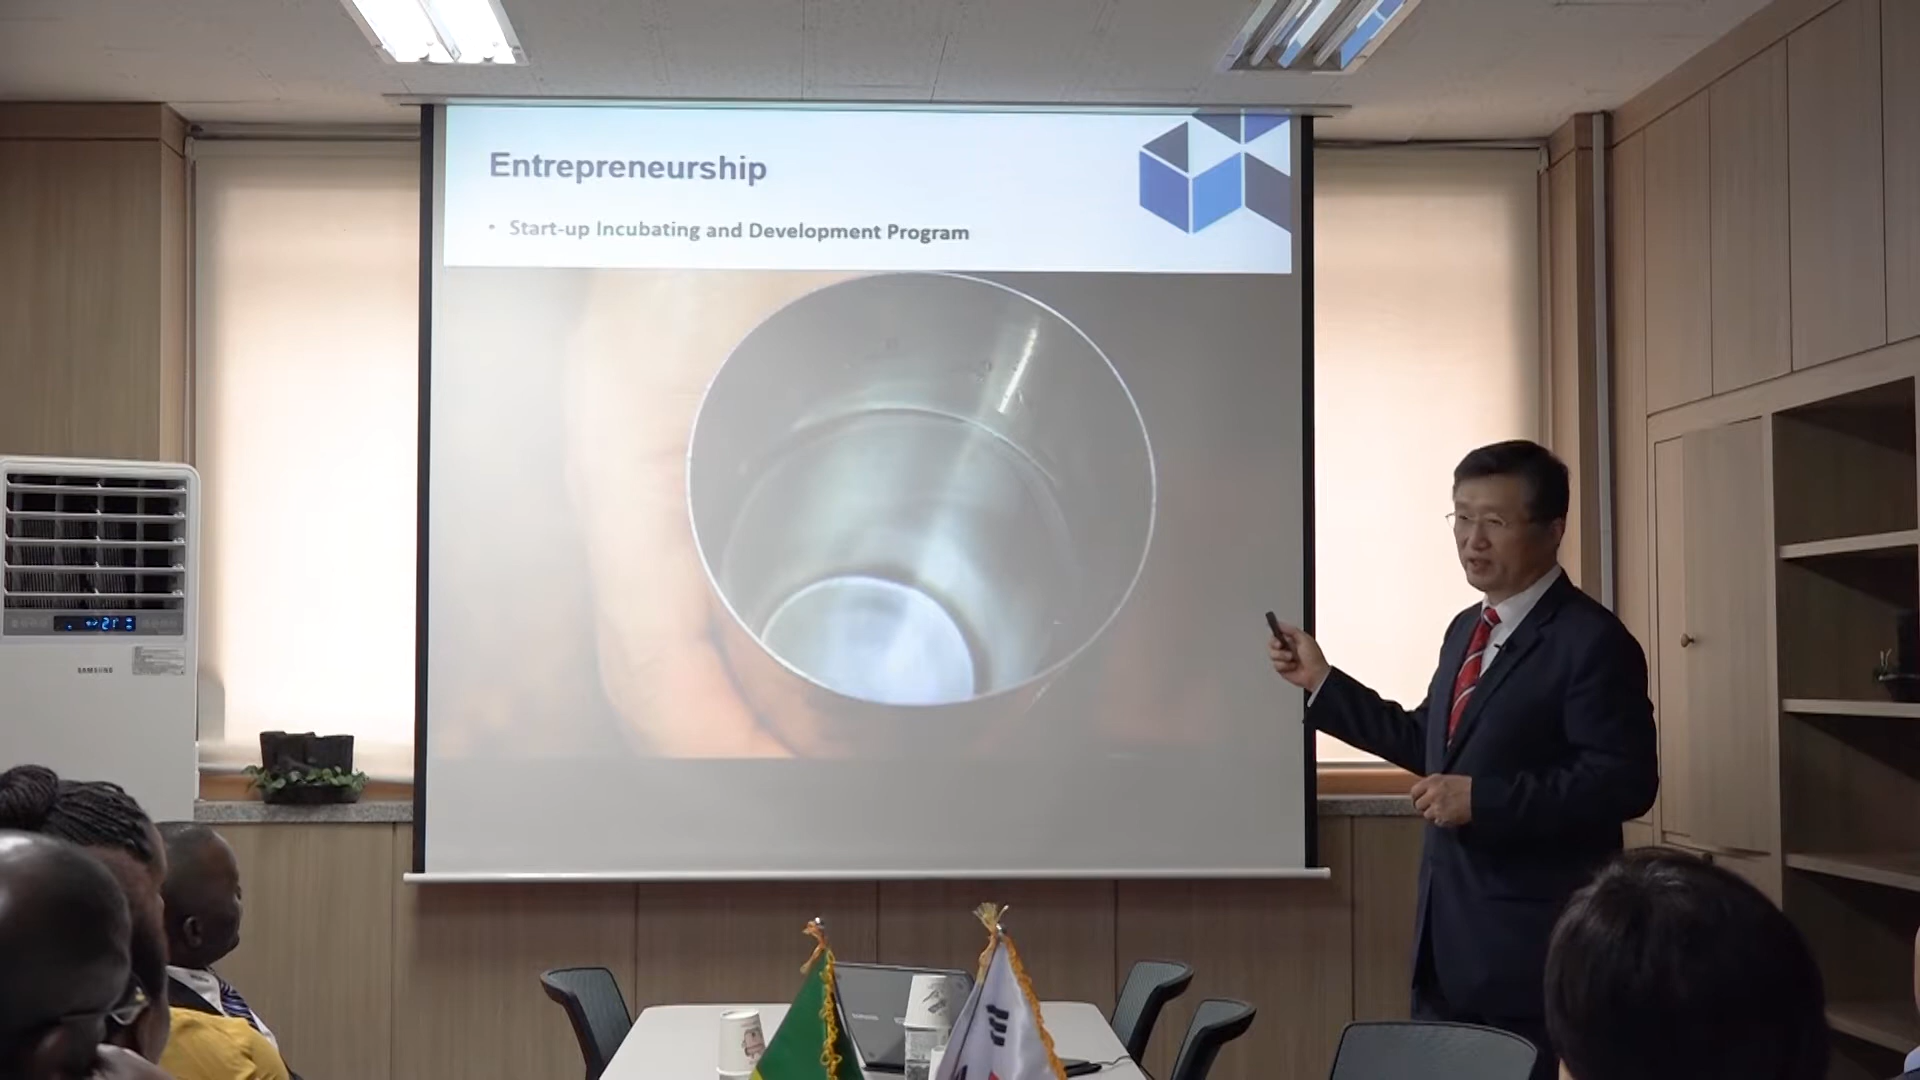 Entrepreneurship
• Start-up Incubating and Development Program
SAMSUNG